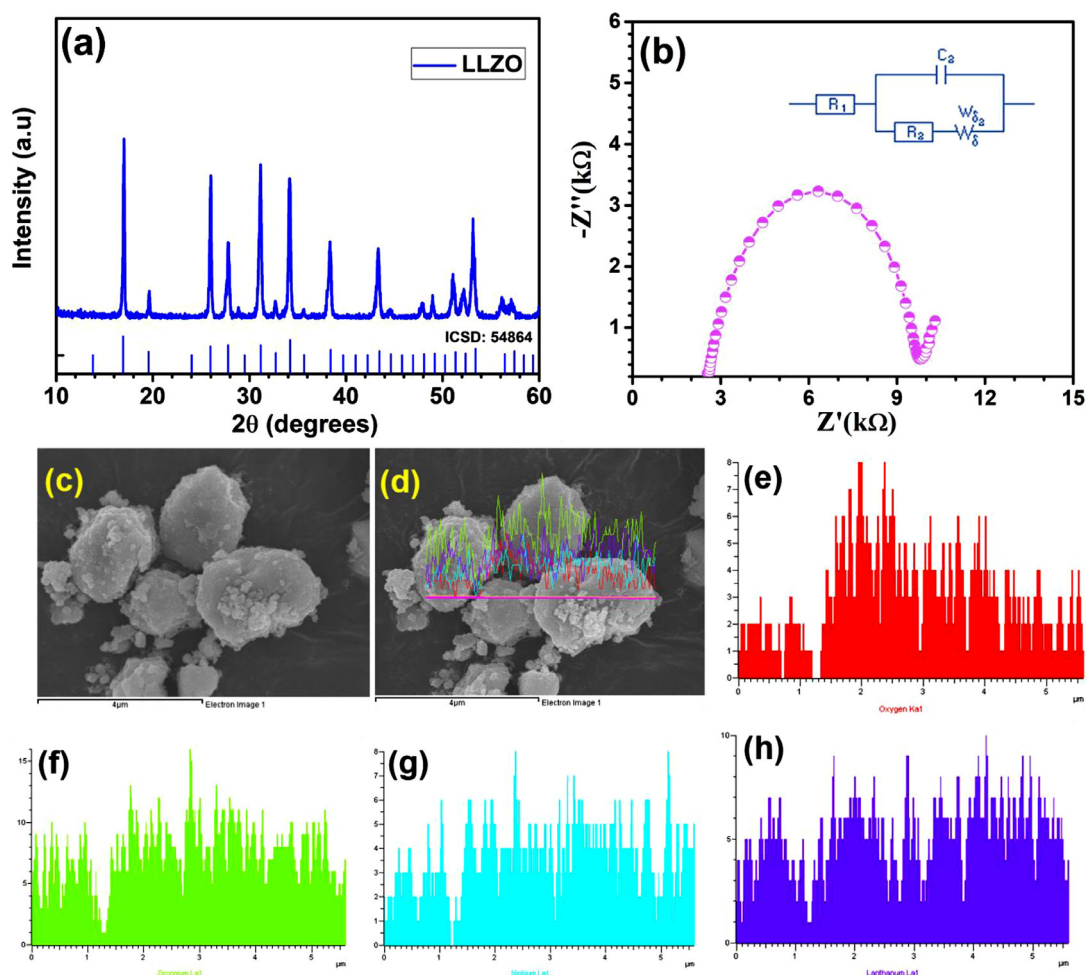 (a)
LLZO
Intensity (a.u)
ICSD: 54864
10 20 30 40 50 60
2θ (degrees)
(b)
6
5
4
3
2
1
-Z''(kΩ)
C2
R1
R2
Wδ2
Wδ
0 3 6 9 12 15
Z'(kΩ)
(c)
4μm
Electron Image 1
(d)
4μm
Electron Image 1
(e)
8
7
6
5
4
3
2
1
0
0 1 2 3 4 5
μm
Oxygen Ka1
(f)
15
10
5
0
0 1 2 3 4 5
μm
(g)
8
7
6
5
4
3
2
1
0
0 1 2 3 4 5
μm
(h)
10
5
0
0 1 2 3 4 5
μm
Lanthanum La1